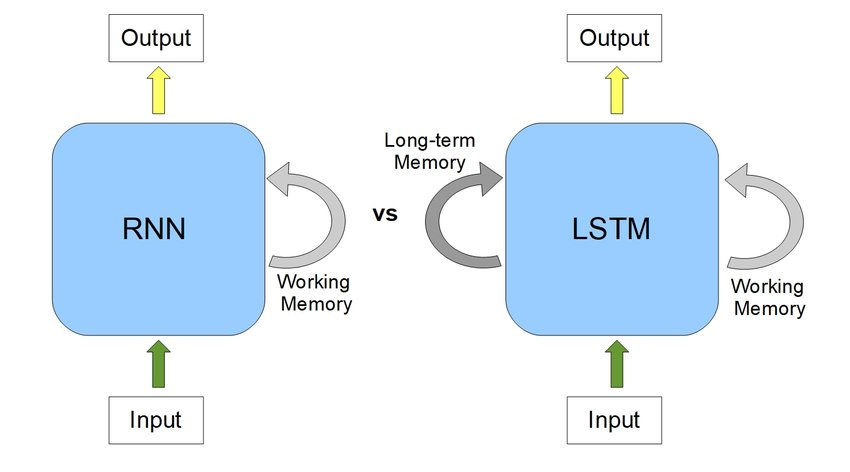 Output
RNN
Working
Memory
Input
vs
Output
Long-term
Memory
LSTM
Working
Memory
Input